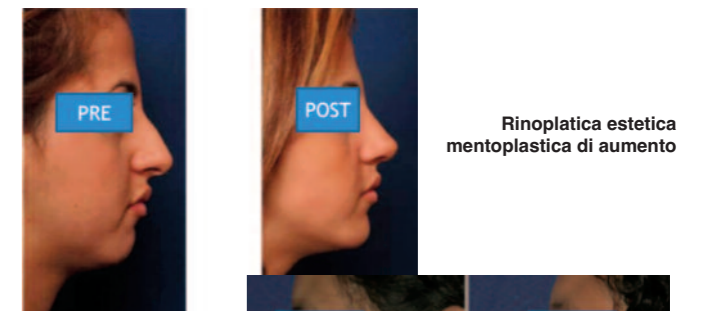 PRE
POST
Rinoplatica estetica
mentoplastica di aumento